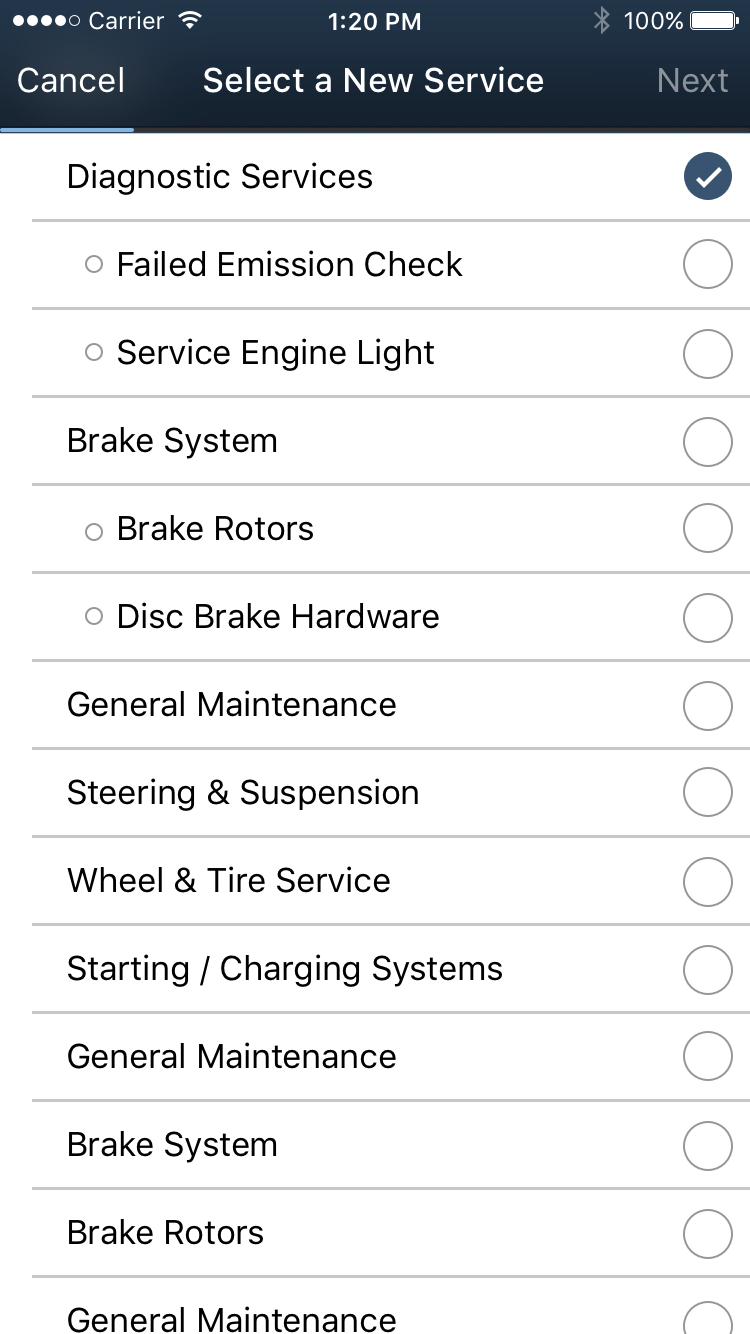 Carrier 1:20 PM 100%
Cancel Select a New Service Next
Diagnostic Services
Failed Emission Check
Service Engine Light
Brake System
Brake Rotors
Disc Brake Hardware
General Maintenance
Steering & Suspension
Wheel & Tire Service
Starting / Charging Systems
General Maintenance
Brake System
Brake Rotors
General Maintenance